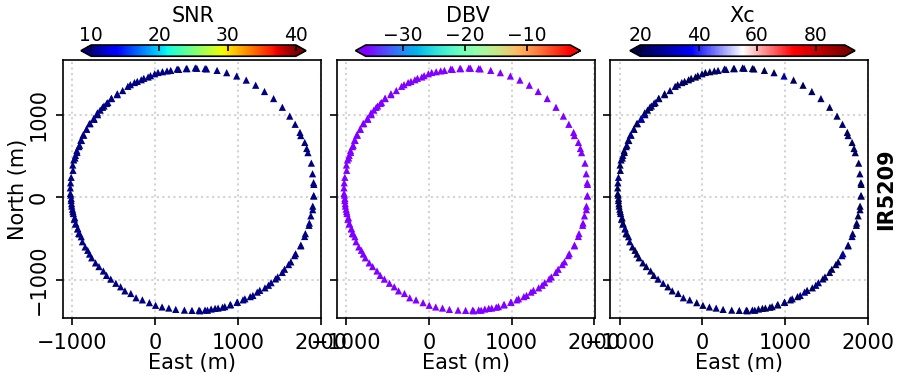 SNR DBV Xc
10 20 30 40 −30 −20 −10 20 40 60 80
1000
0
−1000
North (m)
−1000 0 1000 2000 −1000 0 1000 2000 −1000 0 1000 2000
East (m) East (m) East (m)
IR5209